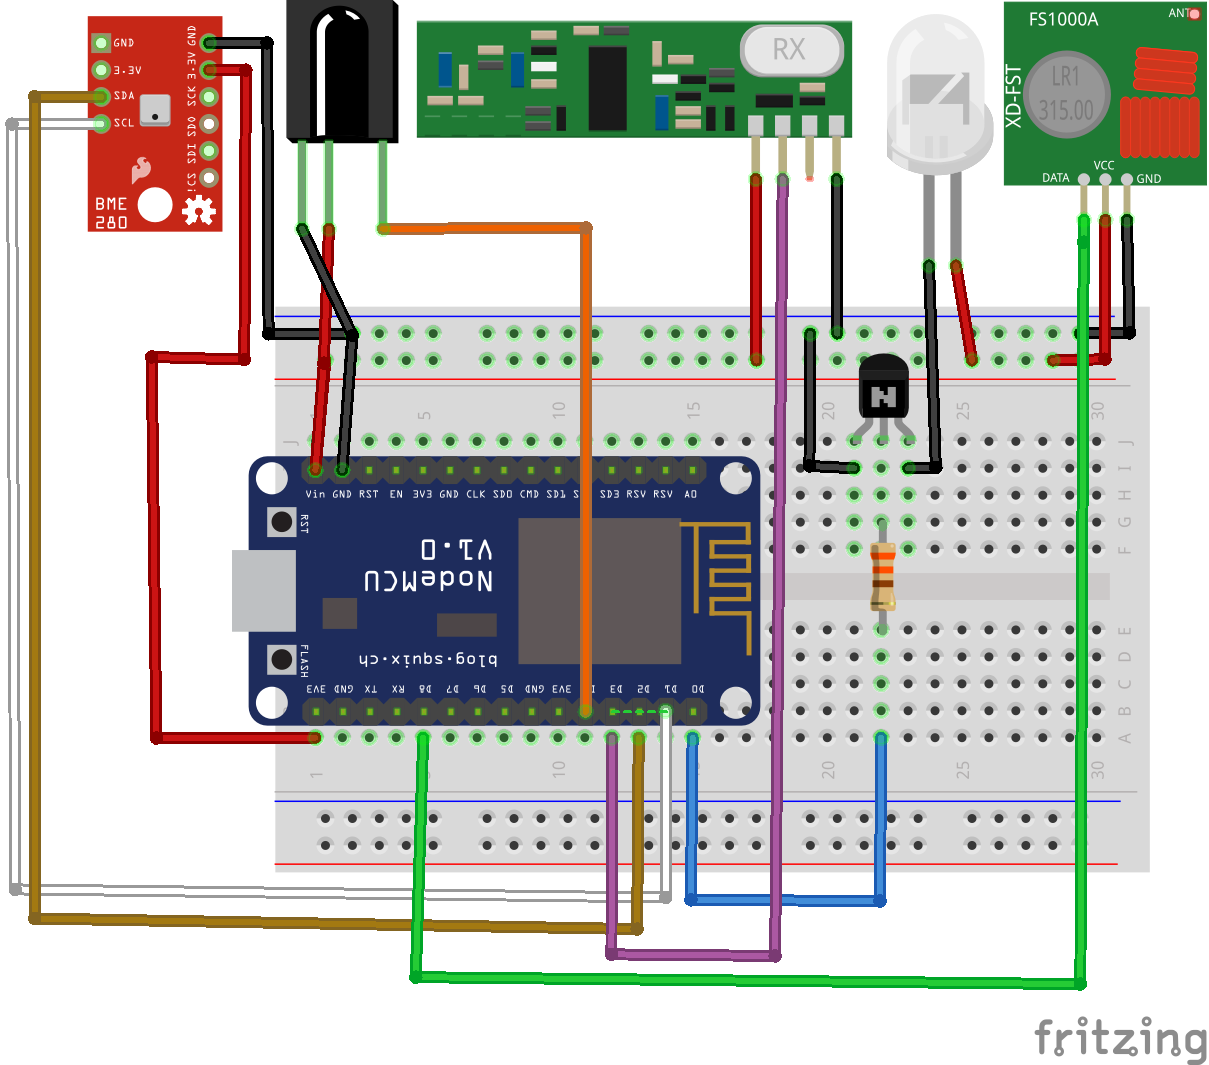 GND
3.3V
SDA
SCL
GND
3.3V
SCK
SDO
SDI
!CS
BME
280
RX
FS1000A
ANT
XD-FST
LR1
315.00
DATA
VCC
GND
5
10
15
20
25
30
J
J
I
H
G
F
Vin GND RST EN 3V3 GND CLK SD0 CMD SD1 SD3 RSV RSV A0
RST
V1.0
NodeMCU
FLASH
blog.squix.ch
3V3 GND TX RX D8 D7 D6 D5 GND 3V3 D3 D2 D1 D0
E
D
C
B
A
1
10
20
25
30
fritzing